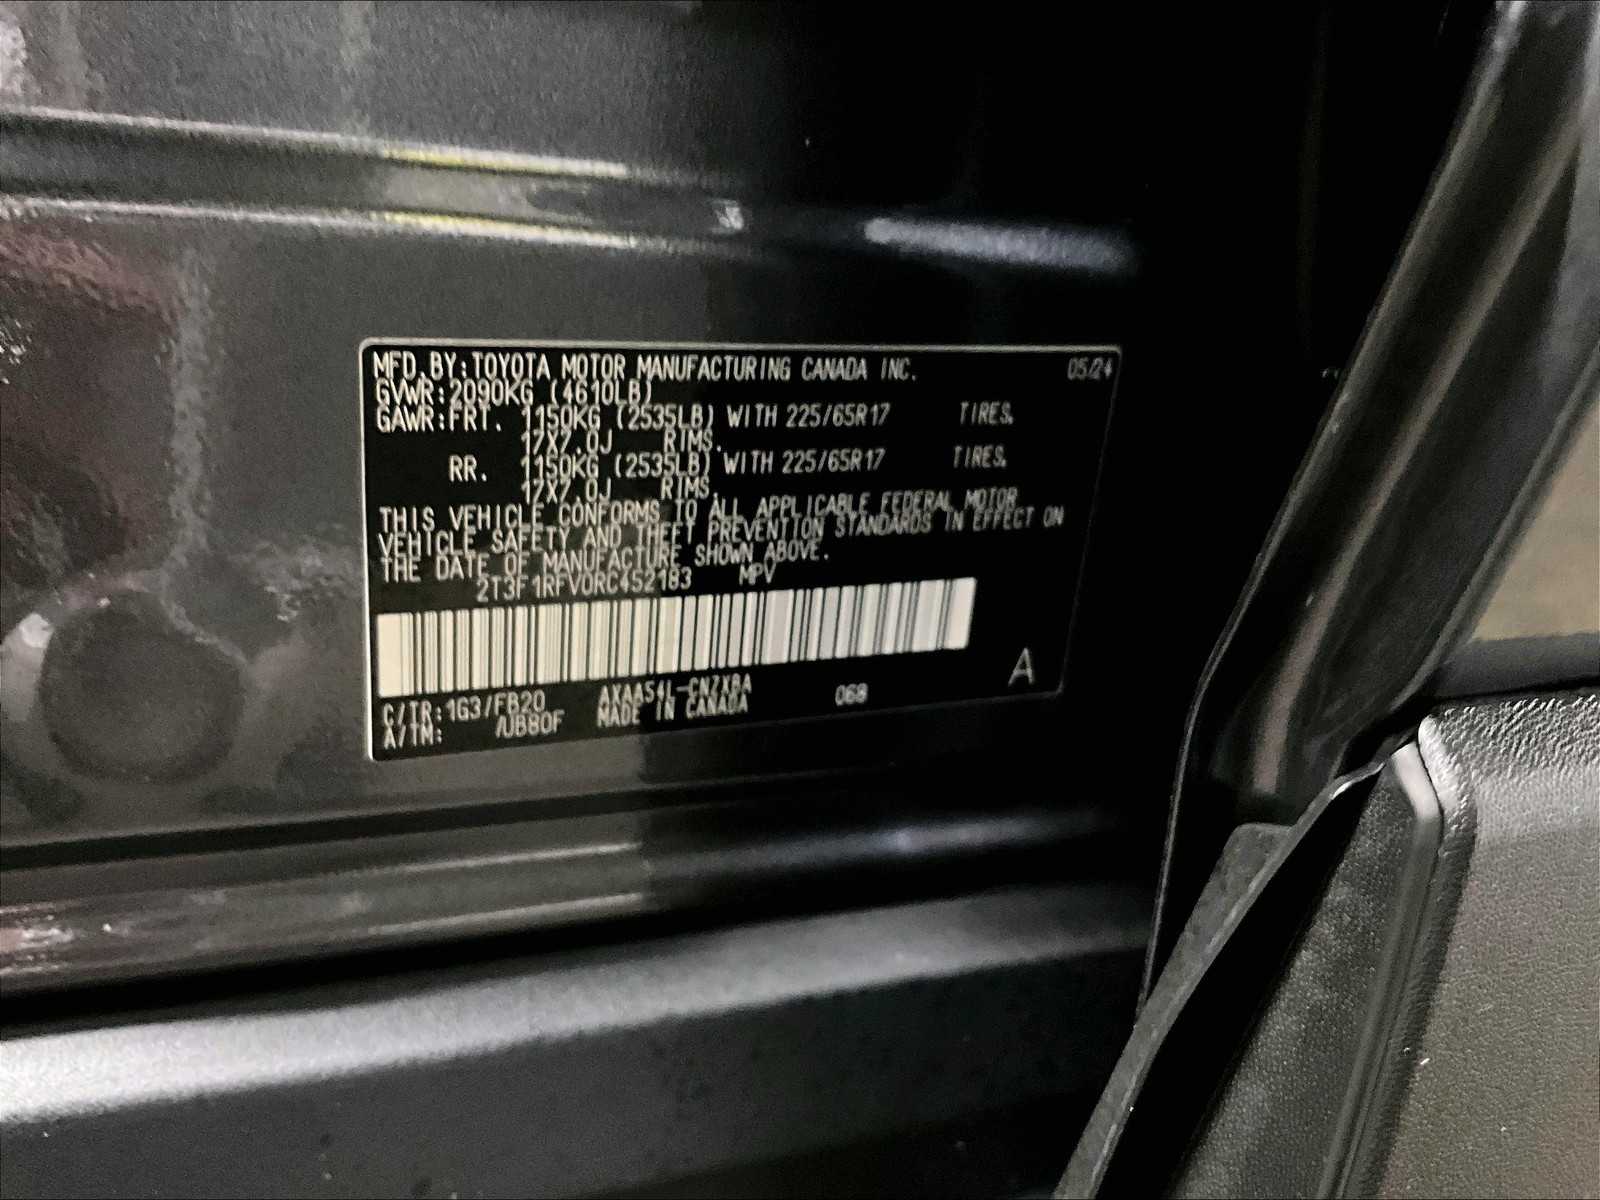 MFD.BY:TOYOTA MOTOR MANUFACTURING CANADA INC. 05/24
GVWR:2090KG (4610LB)
GAWR:FRT. 1150KG (2535LB) WITH 225/65R17 TIRES,
17X7.0J RIMS.
RR. 1150KG (2535LB) WITH 225/65R17 TIRES,
17X7.0J RIMS.
THIS VEHICLE CONFORMS TO ALL APPLICABLE FEDERAL MOTOR
VEHICLE SAFETY AND THEFT PREVENTION STANDARDS IN EFFECT ON
THE DATE OF MANUFACTURE SHOWN ABOVE.
2T3F1RFV0RC452183 MPV
A
C/TR:1G3/FB20 AXAA54L-CNZXBA 068
A/TM: /UB80F MADE IN CANADA